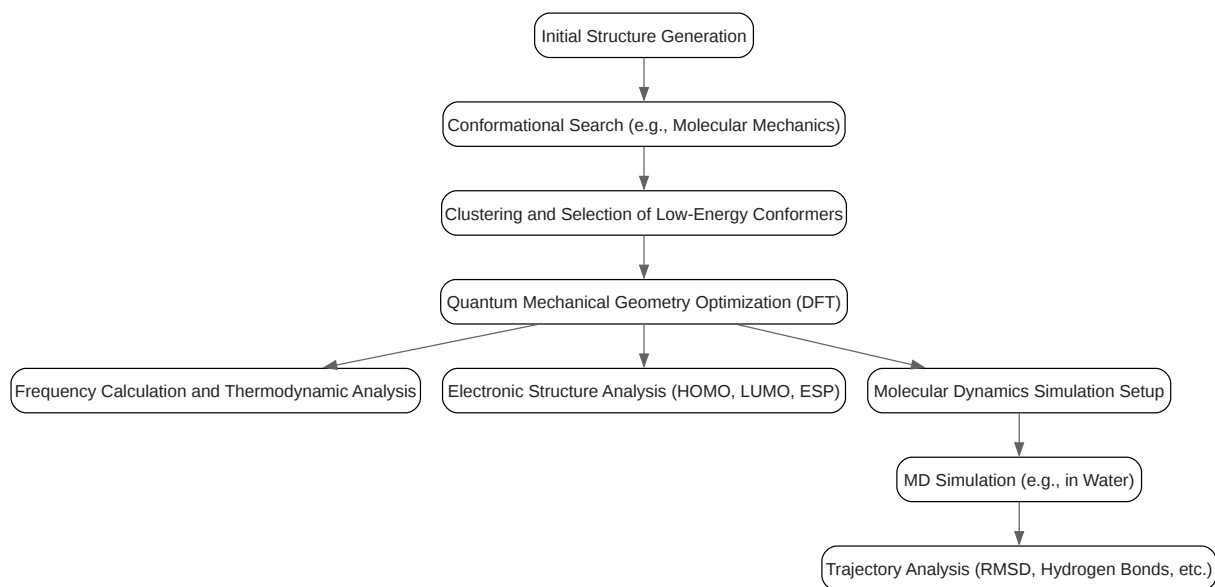 Initial Structure Generation
Conformational Search (e.g., Molecular Mechanics)
Clustering and Selection of Low-Energy Conformers
Quantum Mechanical Geometry Optimization (DFT)
Frequency Calculation and Thermodynamic Analysis
Electronic Structure Analysis (HOMO, LUMO, ESP)
Molecular Dynamics Simulation Setup
MD Simulation (e.g., in Water)
Trajectory Analysis (RMSD, Hydrogen Bonds, etc.)